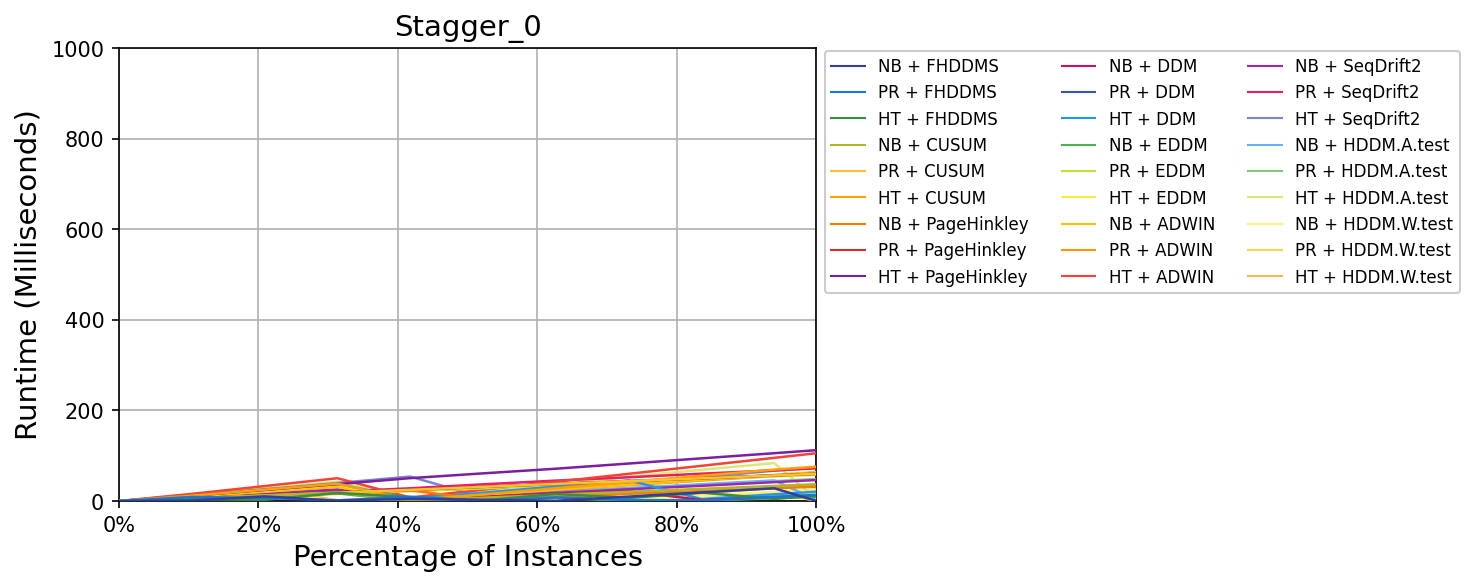 Stagger_0
1000
800
600
400
200
0
Runtime (Milliseconds)
0% 20% 40% 60% 80% 100%
Percentage of Instances
NB + FHDDMS NB + DDM NB + SeqDrift2
PR + FHDDMS PR + DDM PR + SeqDrift2
HT + FHDDMS HT + DDM HT + SeqDrift2
NB + CUSUM NB + EDDM NB + HDDM.A.test
PR + CUSUM PR + EDDM PR + HDDM.A.test
HT + CUSUM HT + EDDM HT + HDDM.A.test
NB + PageHinkley NB + ADWIN NB + HDDM.W.test
PR + PageHinkley PR + ADWIN PR + HDDM.W.test
HT + PageHinkley HT + ADWIN HT + HDDM.W.test